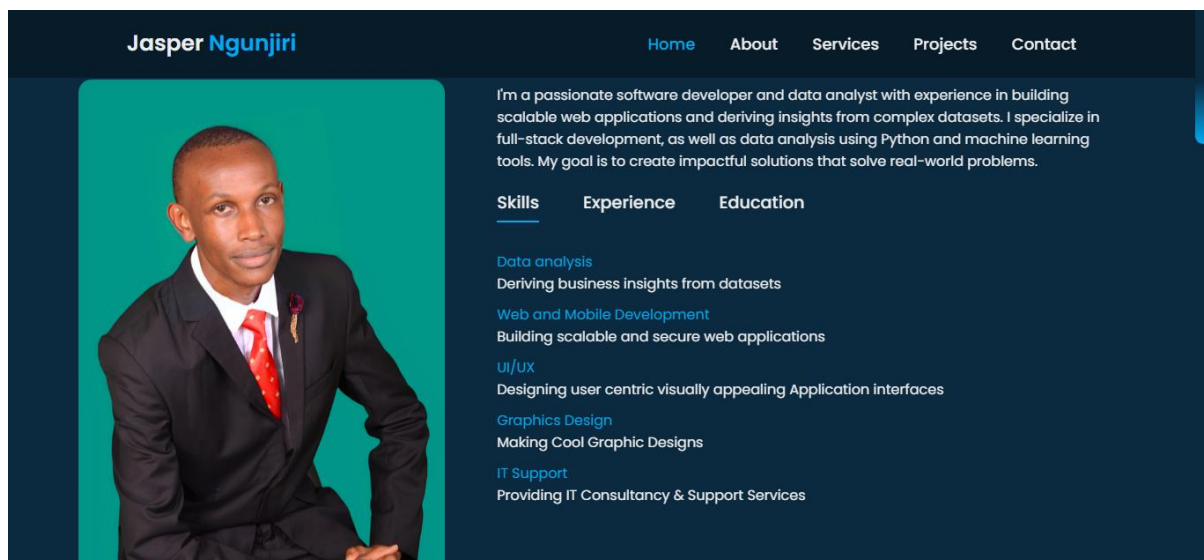 Jasper Ngunjiri
Home About Services Projects Contact
I'm a passionate software developer and data analyst with experience in building
scalable web applications and deriving insights from complex datasets. I specialize in
full-stack development, as well as data analysis using Python and machine learning
tools. My goal is to create impactful solutions that solve real-world problems.
Skills Experience Education
Data analysis
Deriving business insights from datasets
Web and Mobile Development
Building scalable and secure web applications
UI/UX
Designing user centric visually appealing Application interfaces
Graphics Design
Making Cool Graphic Designs
IT Support
Providing IT Consultancy & Support Services